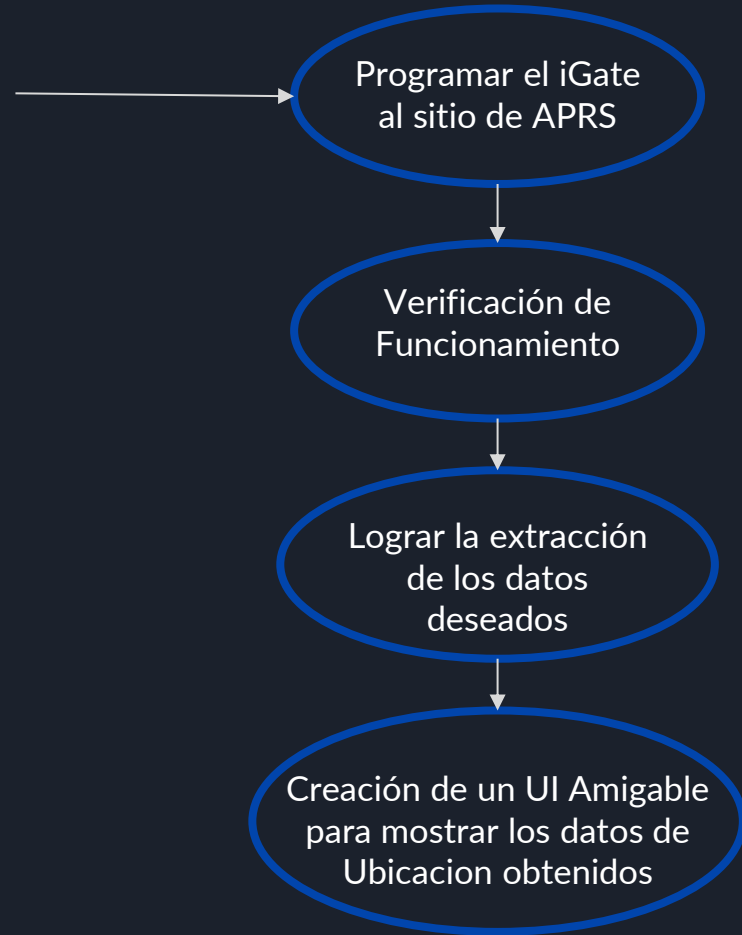 Programar el iGate
al sitio de APRS
Verificación de
Funcionamiento
Lograr la extracción
de los datos
deseados
Creación de un UI Amigable
para mostrar los datos de
Ubicacion obtenidos